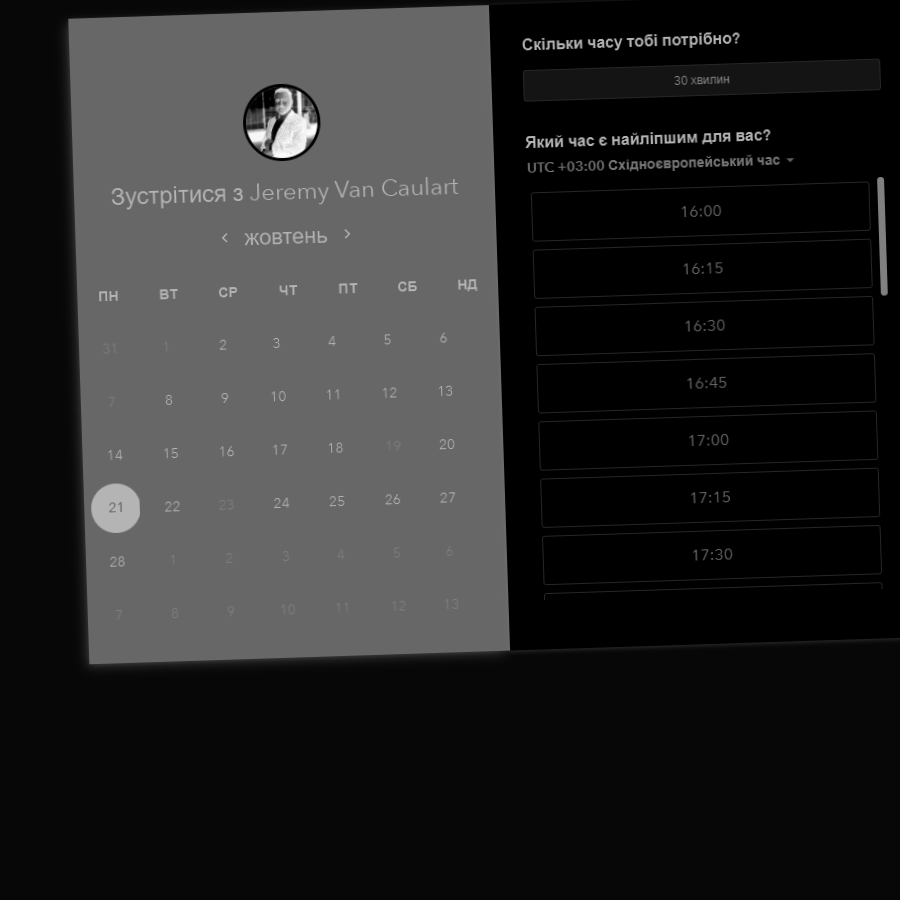 Зустрітися з Jeremy Van Caulart
жовтень
ПН ВТ СР ЧТ ПТ СБ НД
31 1 2 3 4 5 6
7 8 9 10 11 12 13
14 15 16 17 18 19 20
21 22 23 24 25 26 27
28 1 2 3 4 5 6
7 8 9 10 11 12 13
Скільки часу тобі потрібно?
30 хвилин
Який час є найліпшим для вас?
UTC +03:00 Східноєвропейський час
16:00
16:15
16:30
16:45
17:00
17:15
17:30